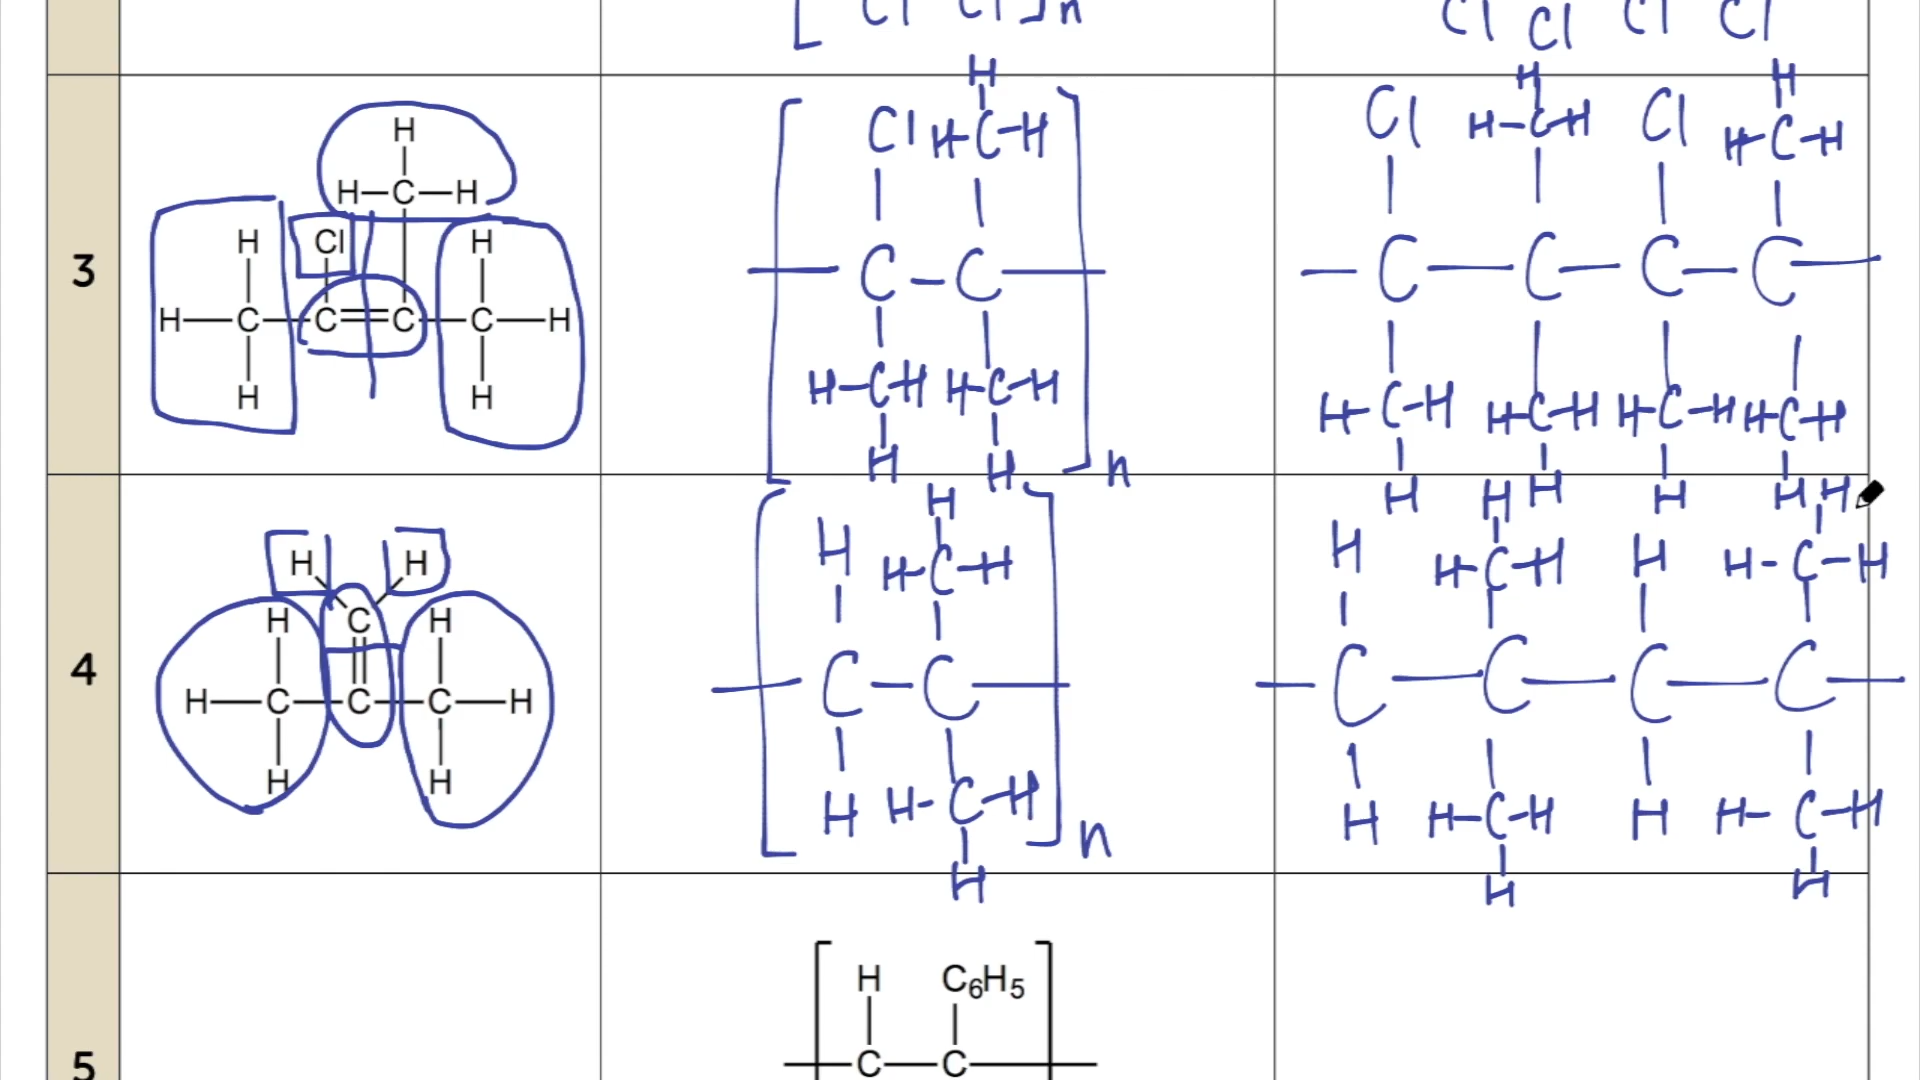 Cl Cl n
Cl Cl Cl Cl
3
H
H—C—H
H Cl H
H—C—C=C—C—H
H H
H
Cl H-C-H
C-C
H-C-H H-C-H
H H n
H H
Cl H-C-H Cl H-C-H
C-C-C-C
H-C-H H-C-H H-C-H H-C-H
H H H H
4
H H
H C H
H—C—C—C—H
H H
H
H H-C-H
C-C
H H-C-H
H n
H H
H H-C-H H H-C-H
C-C-C-C
H H-C-H H H-C-H
H H
5
H C6H5
C—C